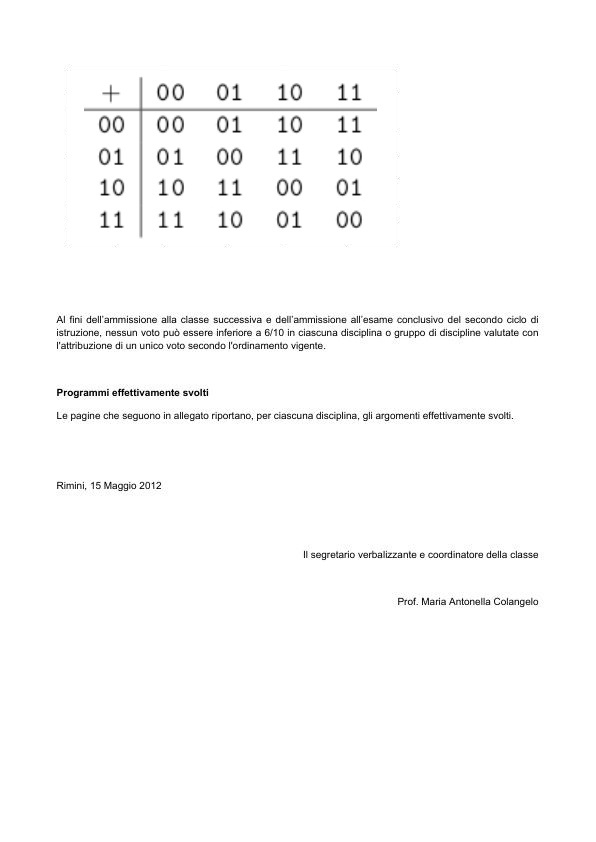 + 00 01 10 11
00 00 01 10 11
01 01 00 11 10
10 10 11 00 01
11 11 10 01 00
Al fini dell'ammissione alla classe successiva e dell'ammissione all'esame conclusivo del secondo ciclo di
istruzione, nessun voto può essere inferiore a 6/10 in ciascuna disciplina o gruppo di discipline valutate con
l'attribuzione di un unico voto secondo l'ordinamento vigente.
Programmi effettivamente svolti
Le pagine che seguono in allegato riportano, per ciascuna disciplina, gli argomenti effettivamente svolti.
Rimini, 15 Maggio 2012
Il segretario verbalizzante e coordinatore della classe
Prof. Maria Antonella Colangelo